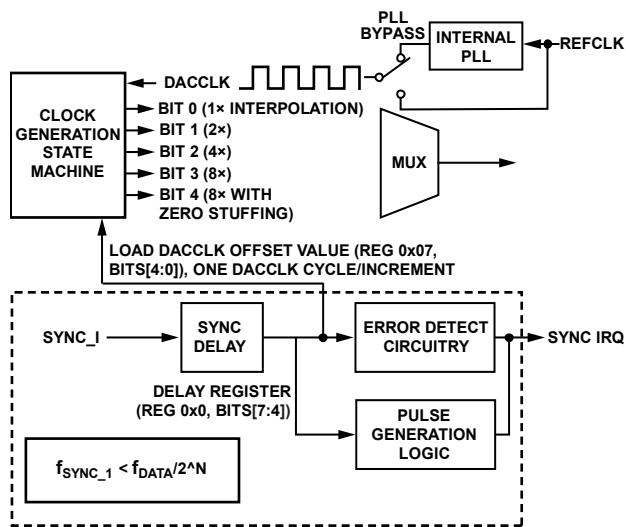 PLL
BYPASS
INTERNAL
PLL
REFCLK
DACCLK
CLOCK
GENERATION
STATE
MACHINE
BIT 0 (1× INTERPOLATION)
BIT 1 (2×)
BIT 2 (4×)
BIT 3 (8×)
BIT 4 (8× WITH
ZERO STUFFING)
MUX
LOAD DACCLK OFFSET VALUE (REG 0x07,
BITS[4:0]), ONE DACCLK CYCLE/INCREMENT
SYNC_I
SYNC
DELAY
ERROR DETECT
CIRCUITRY
SYNC IRQ
DELAY REGISTER
(REG 0x0, BITS[7:4])
PULSE
GENERATION
LOGIC
fSYNC_1 < fDATA/2^N